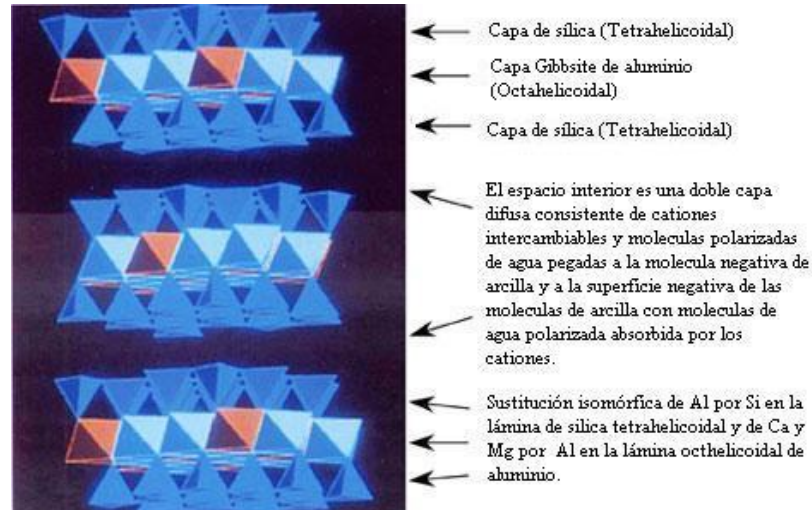 Capa de sílica (Tetrahelicoidal)
Capa Gibbsite de aluminio
(Octahelicoidal)
Capa de sílica (Tetrahelicoidal)
El espacio interior es una doble capa
difusa consistente de cationes
intercambiables y moleculas polarizadas
de agua pegadas a la molecula negativa de
arcilla y a la superficie negativa de las
moleculas de arcilla con moleculas de
agua polarizada absorbida por los
cationes.
Sustitución isomórfica de Al por Si en la
lámina de silica tetrahelicoidal y de Ca y
Mg por Al en la lámina octhelicoidal de
aluminio.